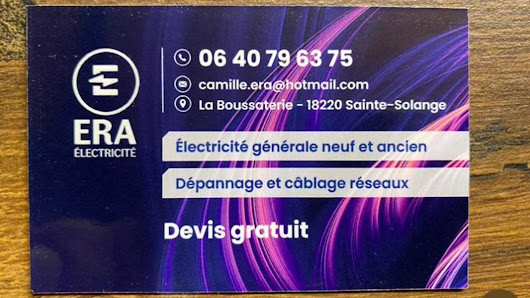 06 40 79 63 75
camille.era@hotmail.com
La Boussaterie - 18220 Sainte-Solange
ERA
ÉLECTRICITÉ
Électricité générale neuf et ancien
Dépannage et câblage réseaux
Devis gratuit